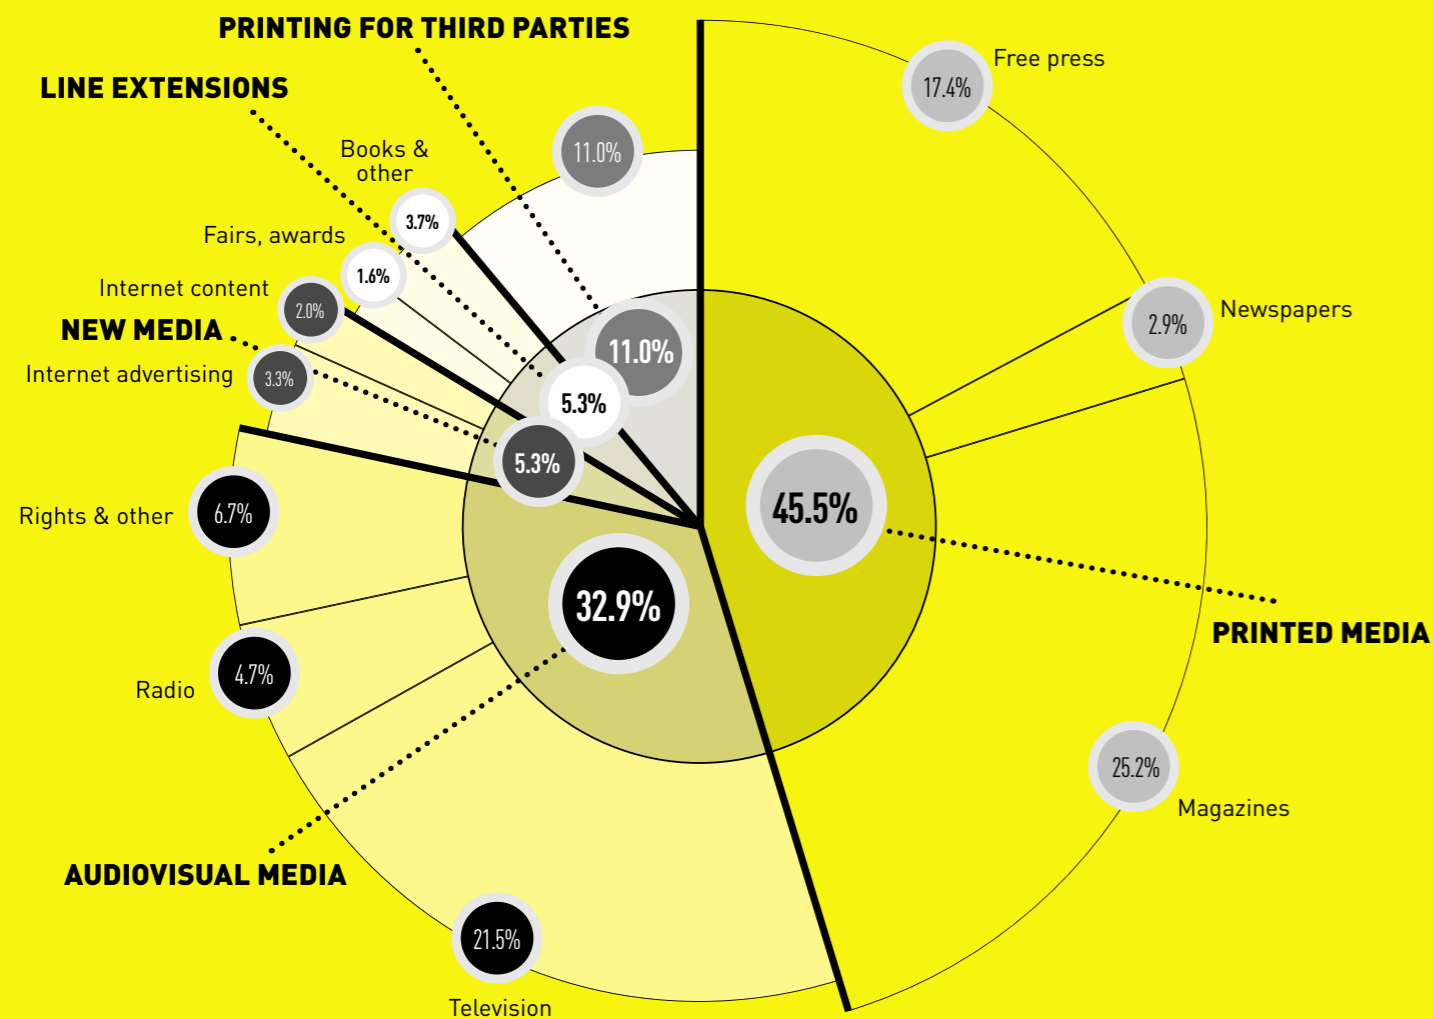 PRINTING FOR THIRD PARTIES
11.0%
11.0%
LINE EXTENSIONS
5.3%
Books &
other
3.7%
Fairs, awards
1.6%
NEW MEDIA
5.3%
Internet content
2.0%
Internet advertising
3.3%
AUDIOVISUAL MEDIA
32.9%
Rights & other
6.7%
Radio
4.7%
Television
21.5%
PRINTED MEDIA
45.5%
Free press
17.4%
Newspapers
2.9%
Magazines
25.2%